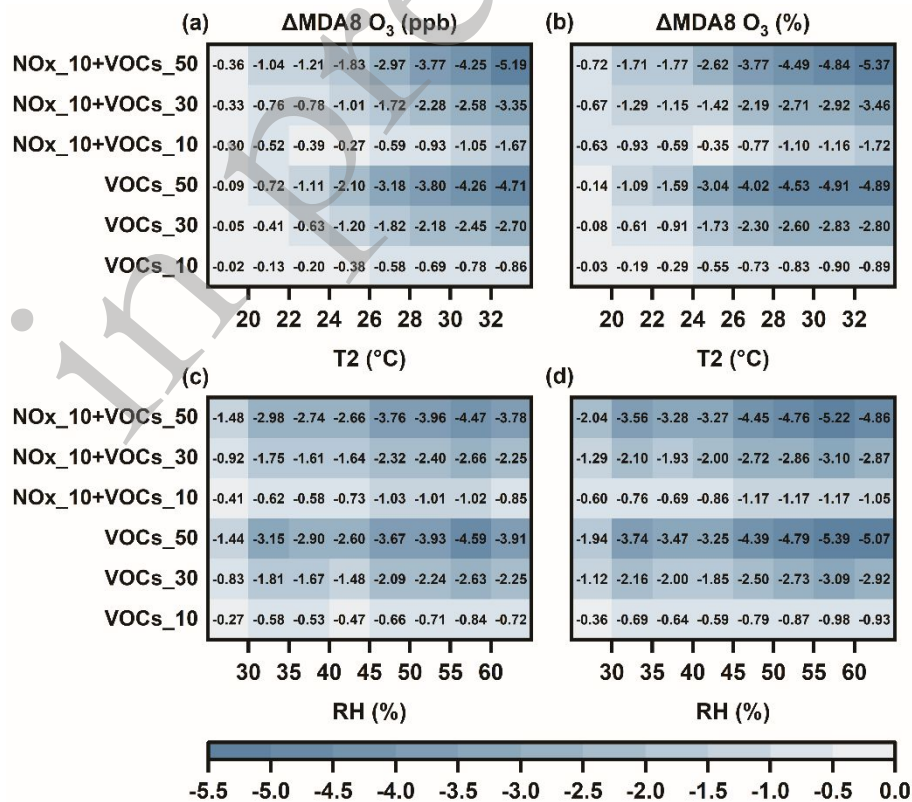 (a) ΔMDA8 O3 (ppb)
NOx_10+VOCs_50 -0.36 -1.04 -1.21 -1.83 -2.97 -3.77 -4.25 -5.19
NOx_10+VOCs_30 -0.33 -0.76 -0.78 -1.01 -1.72 -2.28 -2.58 -3.35
NOx_10+VOCs_10 -0.30 -0.52 -0.39 -0.27 -0.59 -0.93 -1.05 -1.67
VOCs_50 -0.09 -0.72 -1.11 -2.10 -3.18 -3.80 -4.26 -4.71
VOCs_30 -0.05 -0.41 -0.63 -1.20 -1.82 -2.18 -2.45 -2.70
VOCs_10 -0.02 -0.13 -0.20 -0.38 -0.58 -0.69 -0.78 -0.86
20 22 24 26 28 30 32
T2 (°C)
(b) ΔMDA8 O3 (%)
-0.72 -1.71 -1.77 -2.62 -3.77 -4.49 -4.84 -5.37
-0.67 -1.29 -1.15 -1.42 -2.19 -2.71 -2.92 -3.46
-0.63 -0.93 -0.59 -0.35 -0.77 -1.10 -1.16 -1.72
-0.14 -1.09 -1.59 -3.04 -4.02 -4.53 -4.91 -4.89
-0.08 -0.61 -0.91 -1.73 -2.30 -2.60 -2.83 -2.80
-0.03 -0.19 -0.29 -0.55 -0.73 -0.83 -0.90 -0.89
20 22 24 26 28 30 32
T2 (°C)
(c)
NOx_10+VOCs_50 -1.48 -2.98 -2.74 -2.66 -3.76 -3.96 -4.47 -3.78
NOx_10+VOCs_30 -0.92 -1.75 -1.61 -1.64 -2.32 -2.40 -2.66 -2.25
NOx_10+VOCs_10 -0.41 -0.62 -0.58 -0.73 -1.03 -1.01 -1.02 -0.85
VOCs_50 -1.44 -3.15 -2.90 -2.60 -3.67 -3.93 -4.59 -3.91
VOCs_30 -0.83 -1.81 -1.67 -1.48 -2.09 -2.24 -2.63 -2.25
VOCs_10 -0.27 -0.58 -0.53 -0.47 -0.66 -0.71 -0.84 -0.72
30 35 40 45 50 55 60
RH (%)
(d)
-2.04 -3.56 -3.28 -3.27 -4.45 -4.76 -5.22 -4.86
-1.29 -2.10 -1.93 -2.00 -2.72 -2.86 -3.10 -2.87
-0.60 -0.76 -0.69 -0.86 -1.17 -1.17 -1.17 -1.05
-1.94 -3.74 -3.47 -3.25 -4.39 -4.79 -5.39 -5.07
-1.12 -2.16 -2.00 -1.85 -2.50 -2.73 -3.09 -2.92
-0.36 -0.69 -0.64 -0.59 -0.79 -0.87 -0.98 -0.93
30 35 40 45 50 55 60
RH (%)
-5.5 -5.0 -4.5 -4.0 -3.5 -3.0 -2.5 -2.0 -1.5 -1.0 -0.5 0.0
in pre